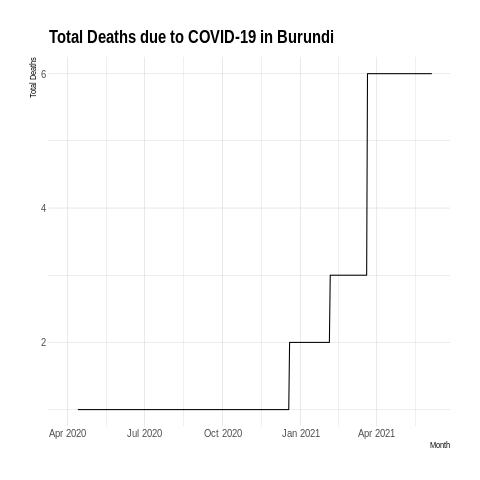 Total Deaths due to COVID-19 in Burundi
Total Deaths
6
4
2
Apr 2020 Jul 2020 Oct 2020 Jan 2021 Apr 2021
Month